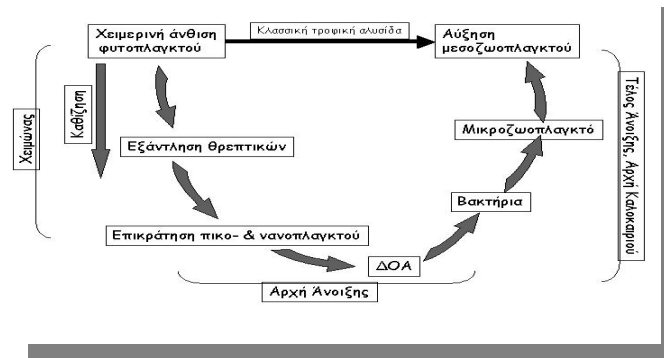 Χειμερινή άνθιση
φυτοπλαγκτού
Κλασσική τροφική αλυσίδα
Αύξηση
μεσοζωοπλαγκτού
Καθίζηση
Χειμώνας
Εξάντληση θρεπτικών
Επικράτηση πικο- & νανοπλαγκτού
ΔΟΑ
Βακτήρια
Μικροζωοπλαγκτό
Αρχή Άνοιξης
Τέλος Άνοιξης, Αρχή Καλοκαιριού